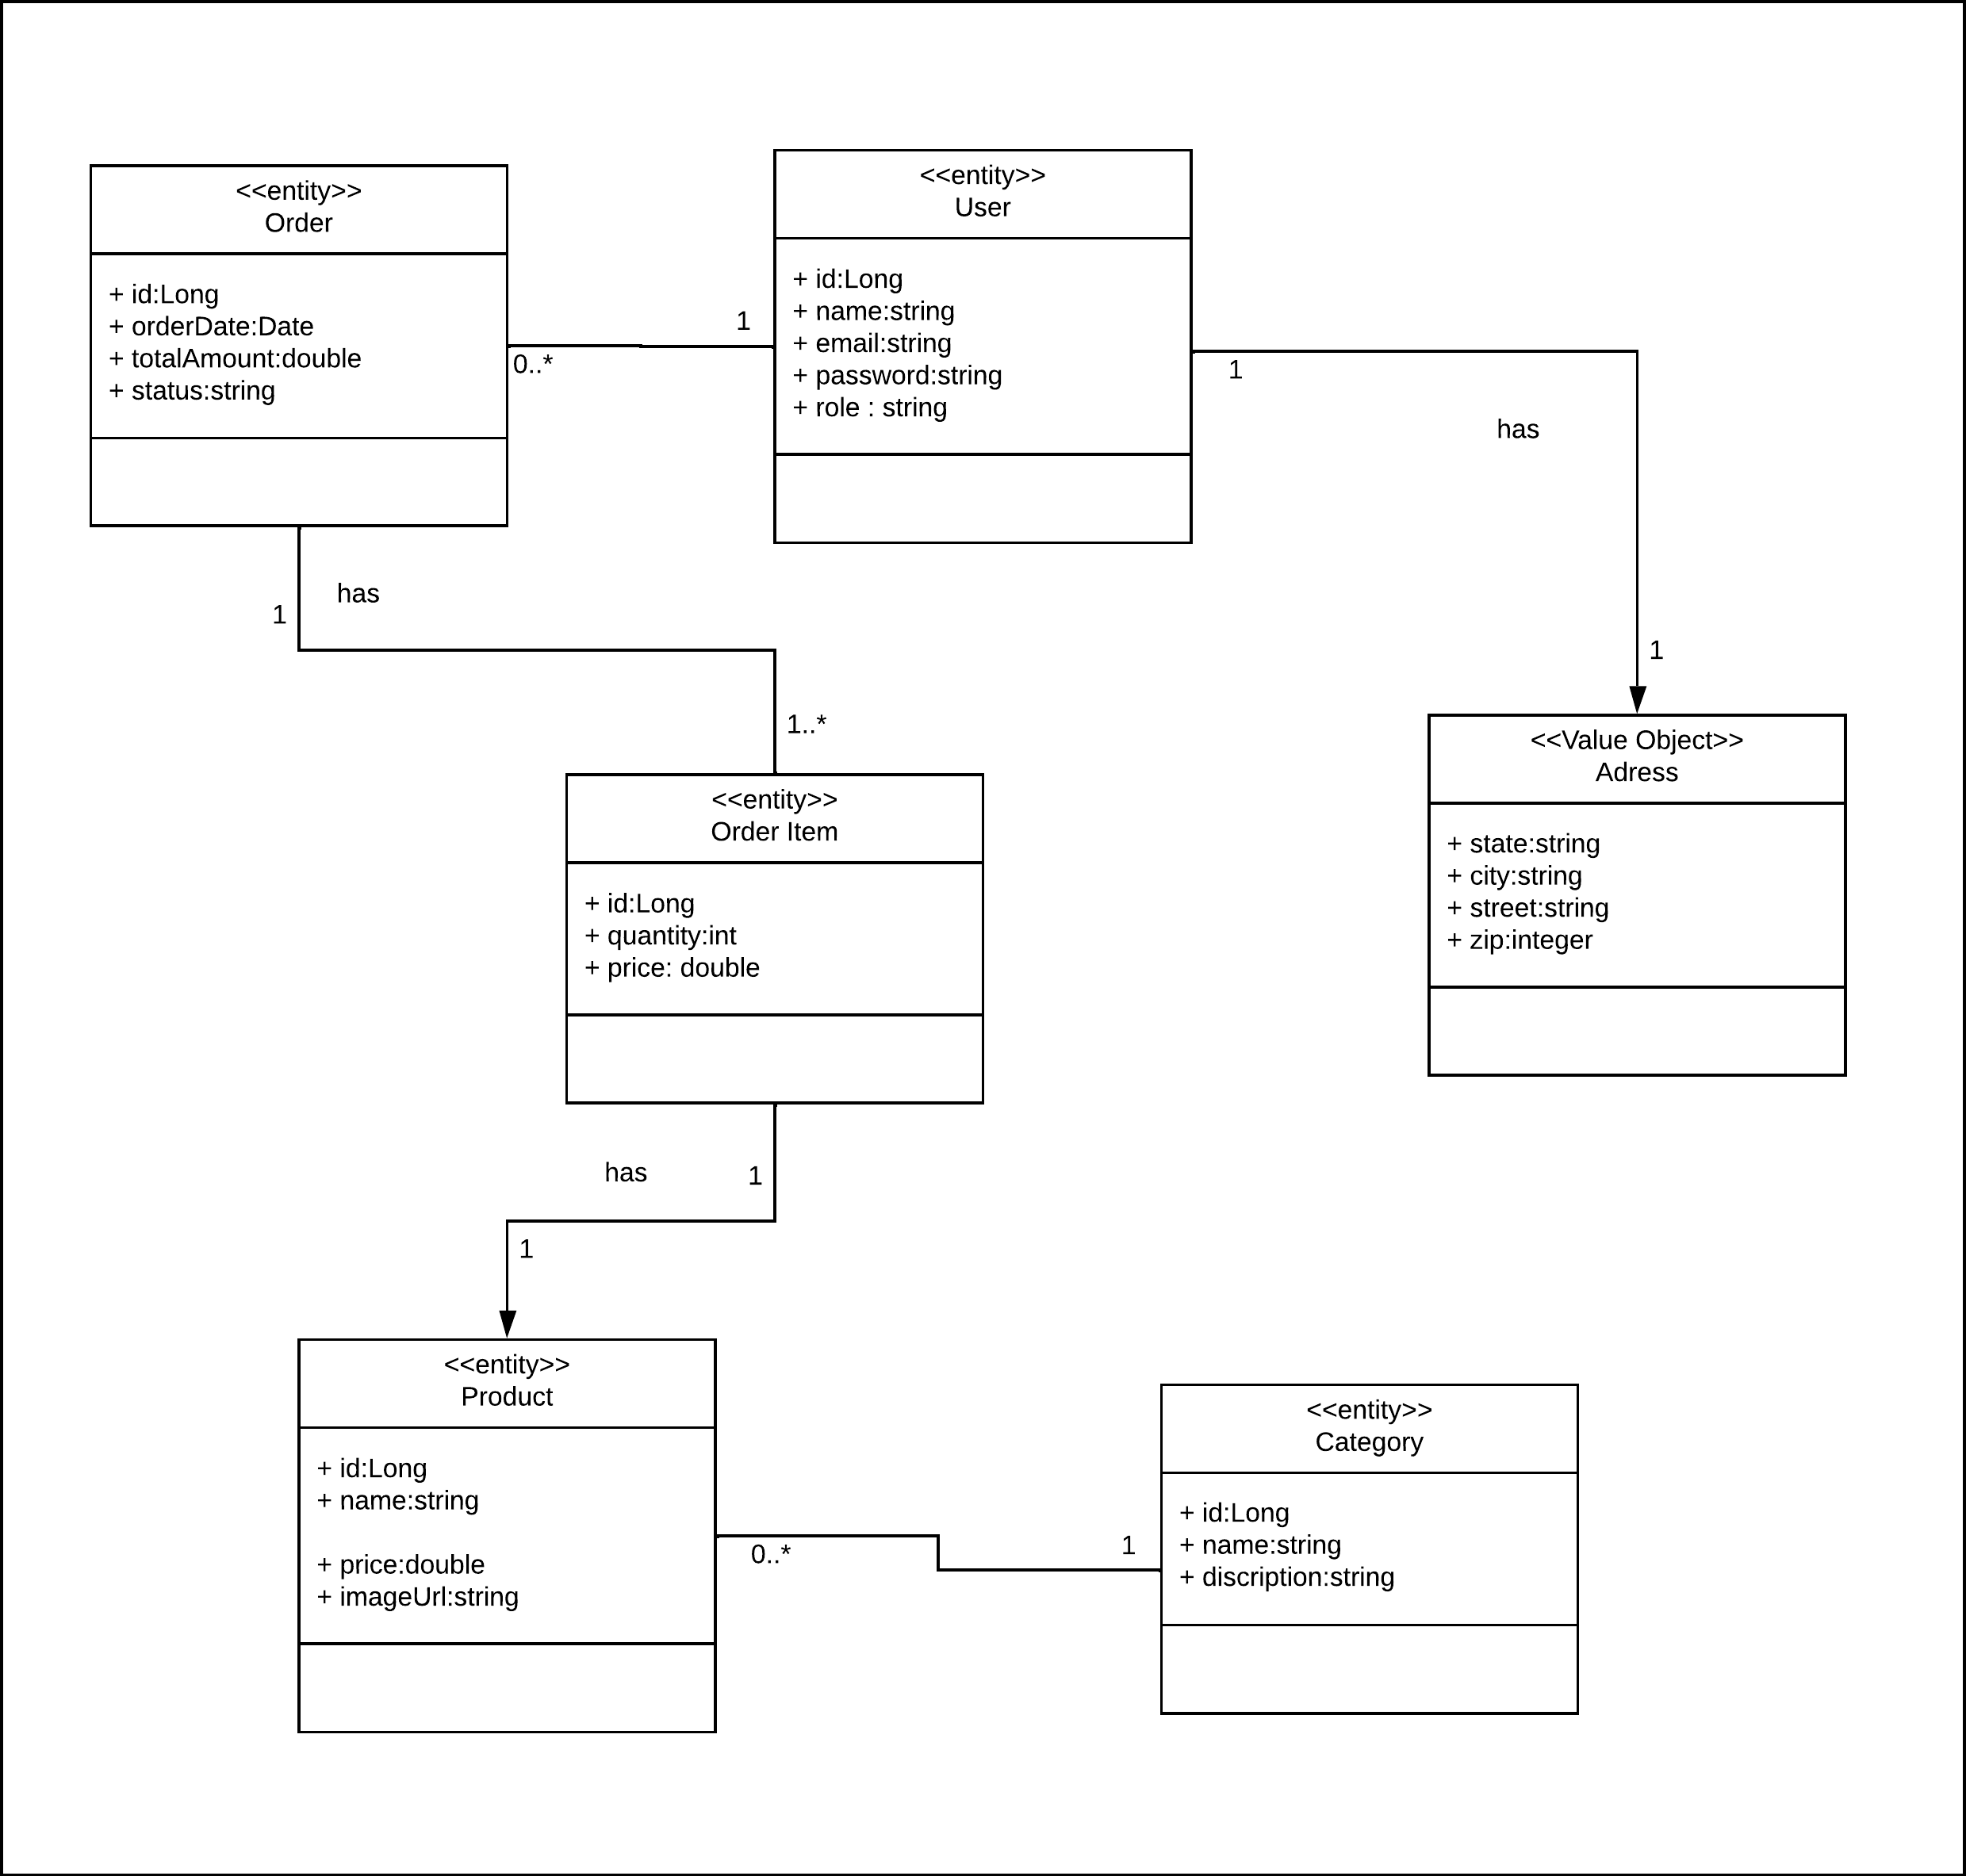 <<entity>>
Order
+ id:Long
+ orderDate:Date
+ totalAmount:double
+ status:string
0..*
1
<<entity>>
User
+ id:Long
+ name:string
+ email:string
+ password:string
+ role : string
1
has
1
has
1
1..*
<<Value Object>>
Adress
+ state:string
+ city:string
+ street:string
+ zip:integer
<<entity>>
Order Item
+ id:Long
+ quantity:int
+ price: double
has
1
1
<<entity>>
Product
+ id:Long
+ name:string
+ price:double
+ imageUrl:string
0..*
1
<<entity>>
Category
+ id:Long
+ name:string
+ discription:string